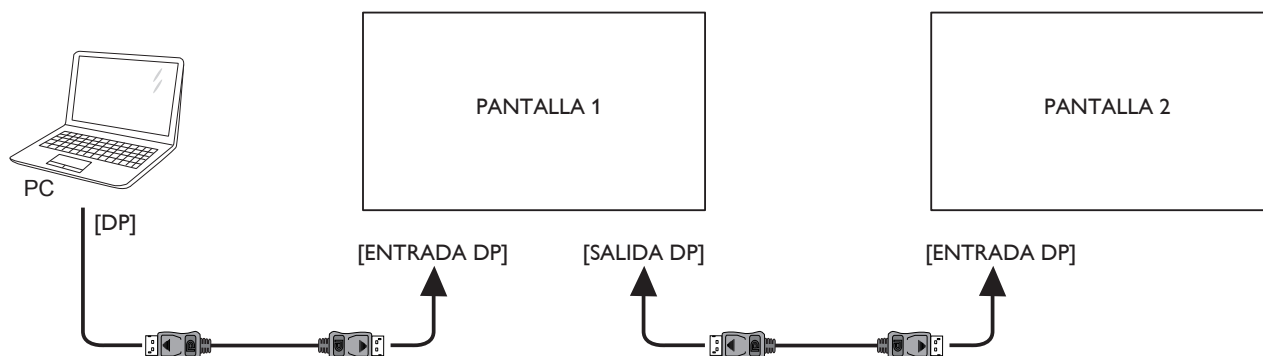 PANTALLA 1
PANTALLA 2
PC
[DP]
[ENTRADA DP]
[SALIDA DP]
[ENTRADA DP]